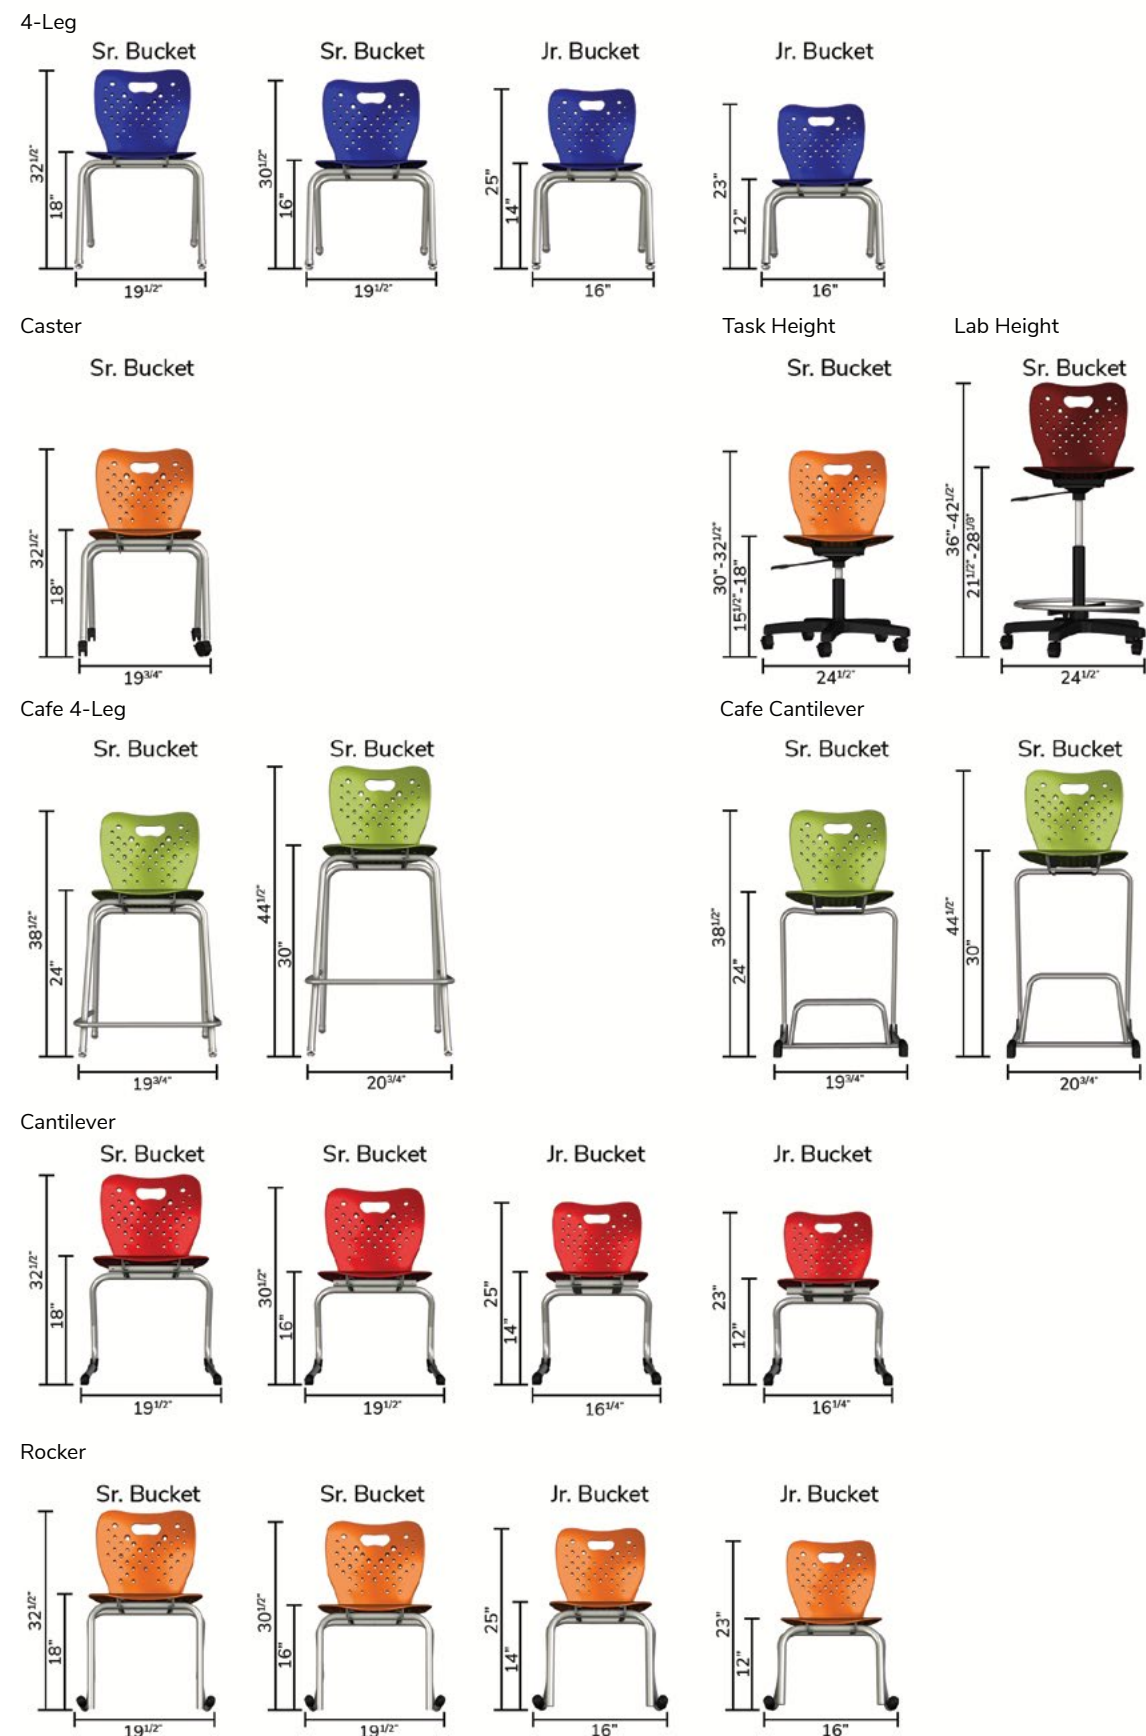 4-Leg
Sr. Bucket
Sr. Bucket
Jr. Bucket
Jr. Bucket
32 1/2"
18"
19 1/2"
30 1/2"
16"
19 1/2"
25"
14"
16"
23"
12"
16"
Caster
Task Height
Lab Height
Sr. Bucket
Sr. Bucket
Sr. Bucket
32 1/2"
18"
19 3/4"
30"-32 1/2"
15 1/2"-18"
24 1/2"
36"-42 1/2"
21 1/2"-28 1/8"
24 1/2"
Cafe 4-Leg
Cafe Cantilever
Sr. Bucket
Sr. Bucket
Sr. Bucket
Sr. Bucket
38 1/2"
24"
19 3/4"
44 1/2"
30"
20 3/4"
38 1/2"
24"
19 3/4"
44 1/2"
30"
20 3/4"
Cantilever
Sr. Bucket
Sr. Bucket
Jr. Bucket
Jr. Bucket
32 1/2"
18"
19 1/2"
30 1/2"
16"
19 1/2"
25"
14"
16 1/4"
23"
12"
16 1/4"
Rocker
Sr. Bucket
Sr. Bucket
Jr. Bucket
Jr. Bucket
32 1/2"
18"
19 1/2"
30 1/2"
16"
19 1/2"
25"
14"
16"
23"
12"
16"